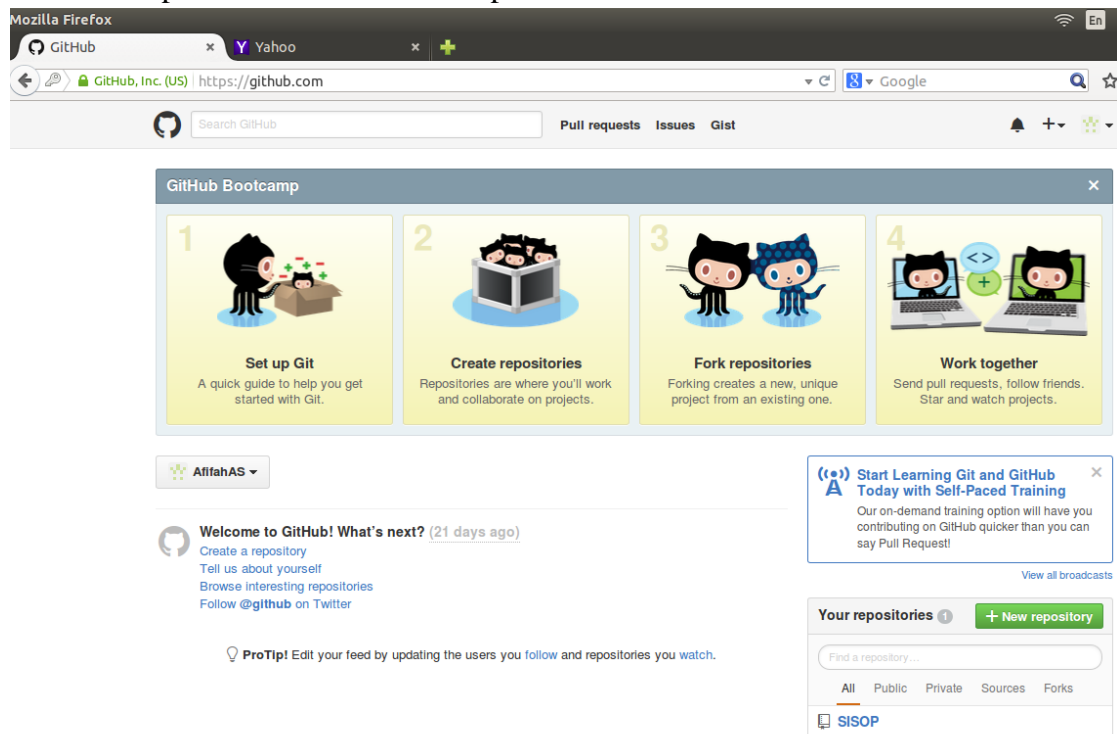 Mozilla Firefox
En
GitHub
Yahoo
GitHub, Inc. (US) https://github.com
Google
Search GitHub
Pull requests Issues Gist
GitHub Bootcamp
1
Set up Git
A quick guide to help you get
started with Git.
2
Create repositories
Repositories are where you'll work
and collaborate on projects.
3
Fork repositories
Forking creates a new, unique
project from an existing one.
4
Work together
Send pull requests, follow friends.
Star and watch projects.
AfifahAS
Welcome to GitHub! What's next? (21 days ago)
Create a repository
Tell us about yourself
Browse interesting repositories
Follow @github on Twitter
ProTip! Edit your feed by updating the users you follow and repositories you watch.
Start Learning Git and GitHub
Today with Self-Paced Training
Our on-demand training option will have you
contributing on GitHub quicker than you can
say Pull Request!
View all broadcasts
Your repositories 1
+ New repository
Find a repository...
All Public Private Sources Forks
SISOP